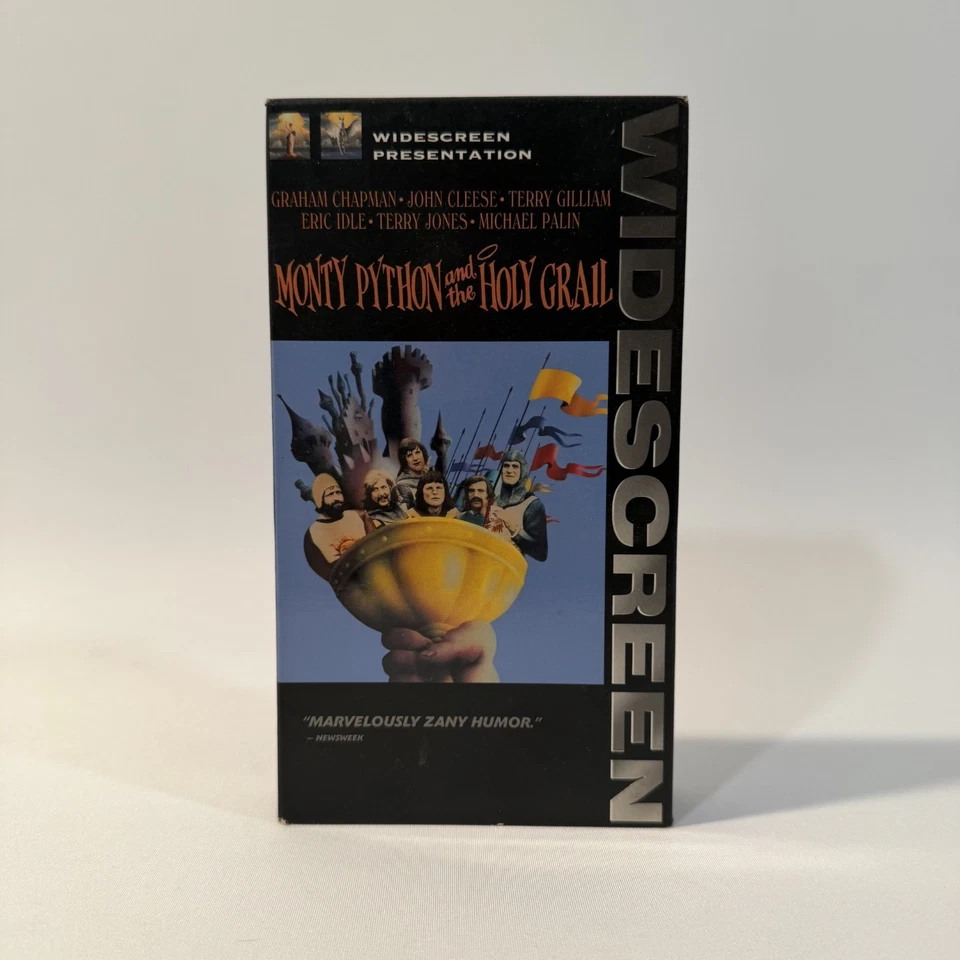 WIDESCREEN
PRESENTATION
GRAHAM CHAPMAN • JOHN CLEESE • TERRY GILLIAM
ERIC IDLE • TERRY JONES • MICHAEL PALIN
MONTY PYTHON and the HOLY GRAIL
"MARVELOUSLY ZANY HUMOR."
— NEWSWEEK
WIDESCREEN